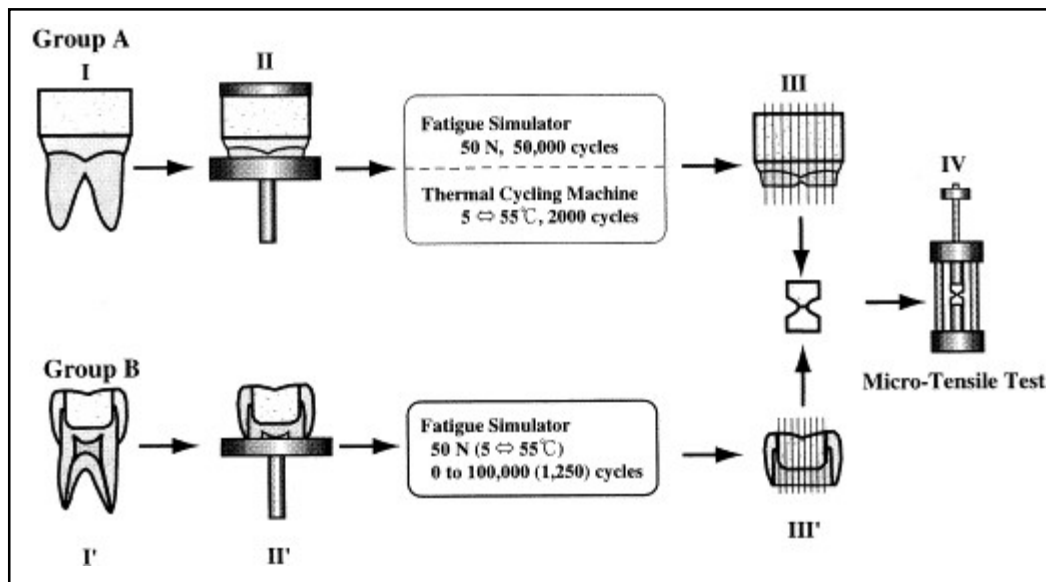 Group A
I
II
III
Fatigue Simulator
50 N, 50,000 cycles
Thermal Cycling Machine
5 ⇔ 55℃, 2000 cycles
IV
Micro-Tensile Test
Group B
Fatigue Simulator
50 N (5 ⇔ 55℃)
0 to 100,000 (1,250) cycles
I'
II'
III'